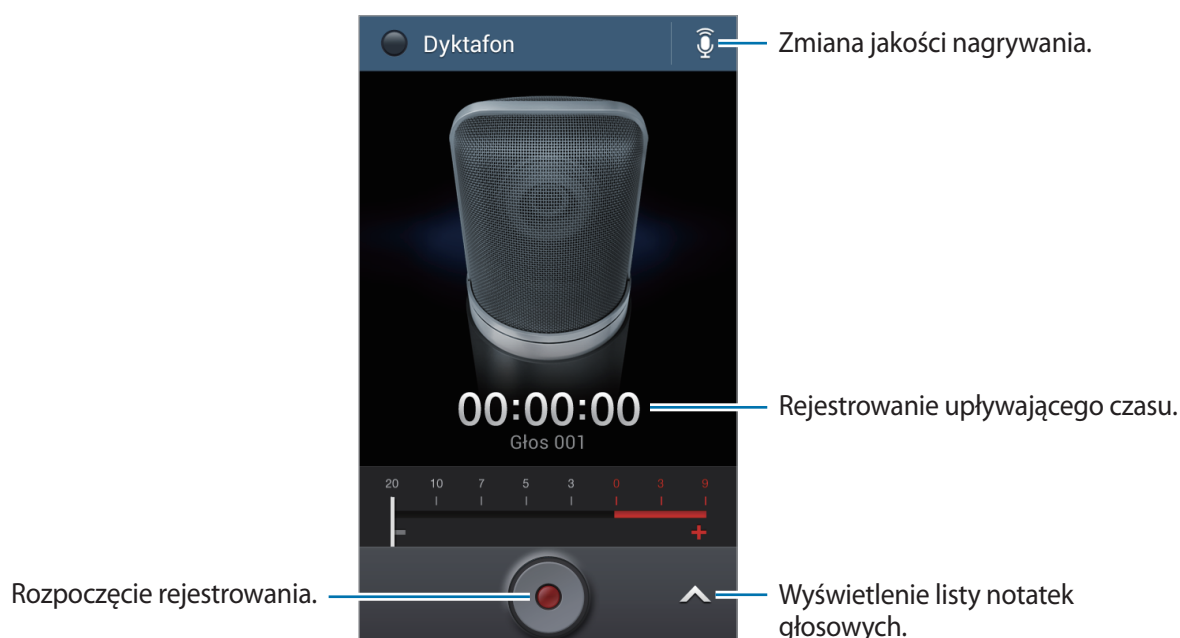 Dyktafon
Zmiana jakości nagrywania.
00:00:00
Rejestrowanie upływającego czasu.
Głos 001
20 10 7 5 3 0 3 9
- +
Rozpoczęcie rejestrowania.
Wyświetlenie listy notatek
głosowych.